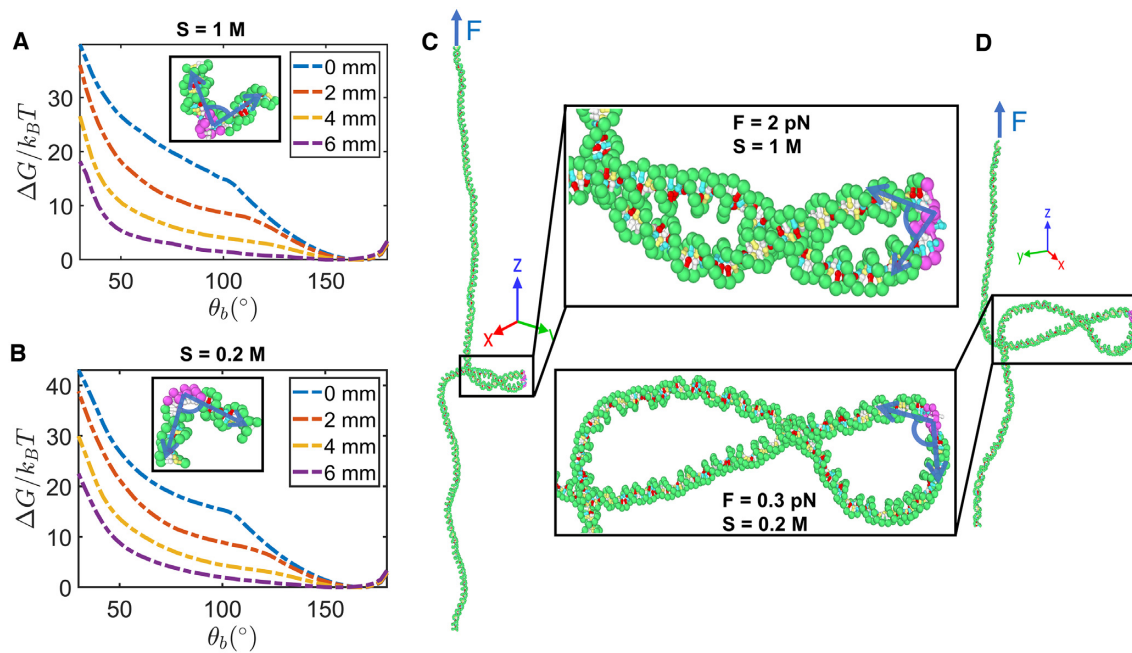 A
S = 1 M
ΔG/k_BT
30
20
10
0
50
100
150
θ_b(°)
0 mm
2 mm
4 mm
6 mm
B
S = 0.2 M
ΔG/k_BT
40
30
20
10
0
50
100
150
θ_b(°)
0 mm
2 mm
4 mm
6 mm
C
F
z
x
y
F = 2 pN
S = 1 M
F = 0.3 pN
S = 0.2 M
D
F
z
y
x